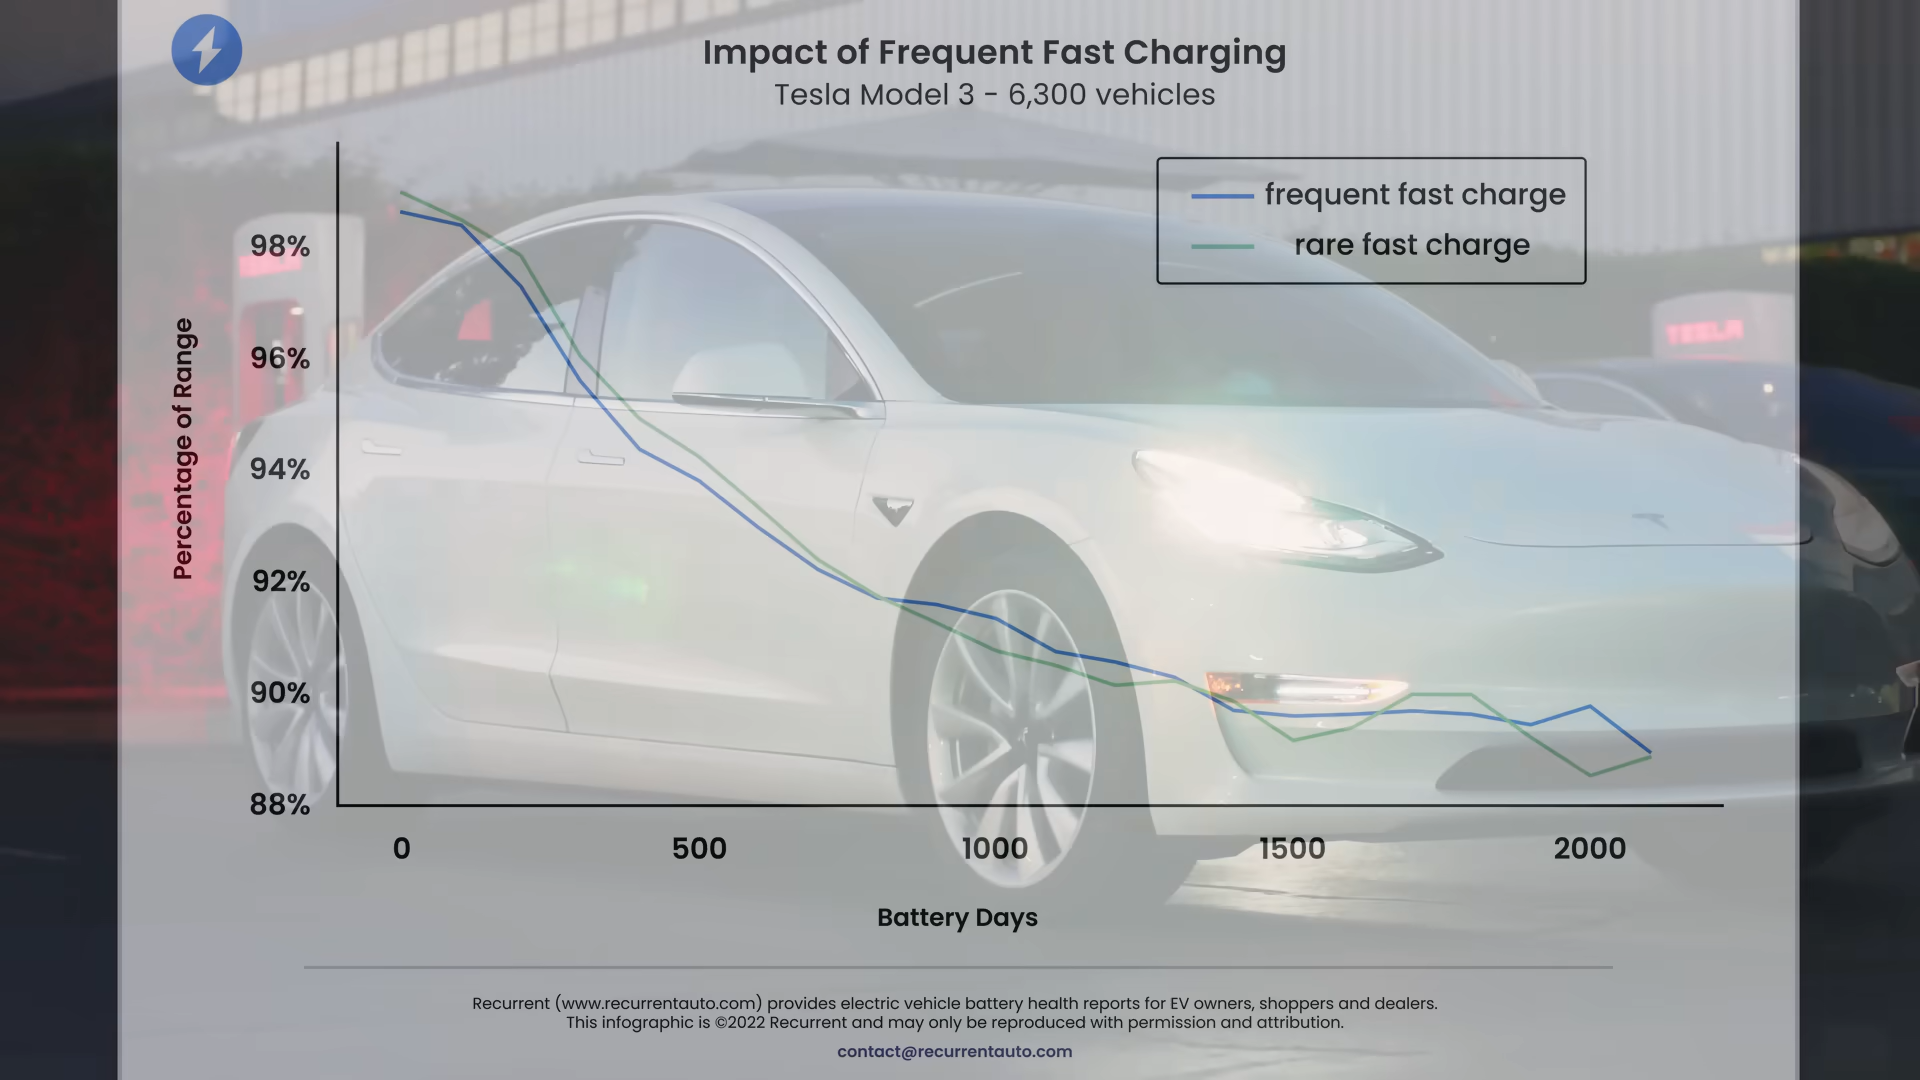 Impact of Frequent Fast Charging
Tesla Model 3 - 6,300 vehicles
frequent fast charge
rare fast charge
Percentage of Range
98%
96%
94%
92%
90%
88%
0 500 1000 1500 2000
Battery Days
TESLA
Recurrent (www.recurrentauto.com) provides electric vehicle battery health reports for EV owners, shoppers and dealers.
This infographic is ©2022 Recurrent and may only be reproduced with permission and attribution.
contact@recurrentauto.com